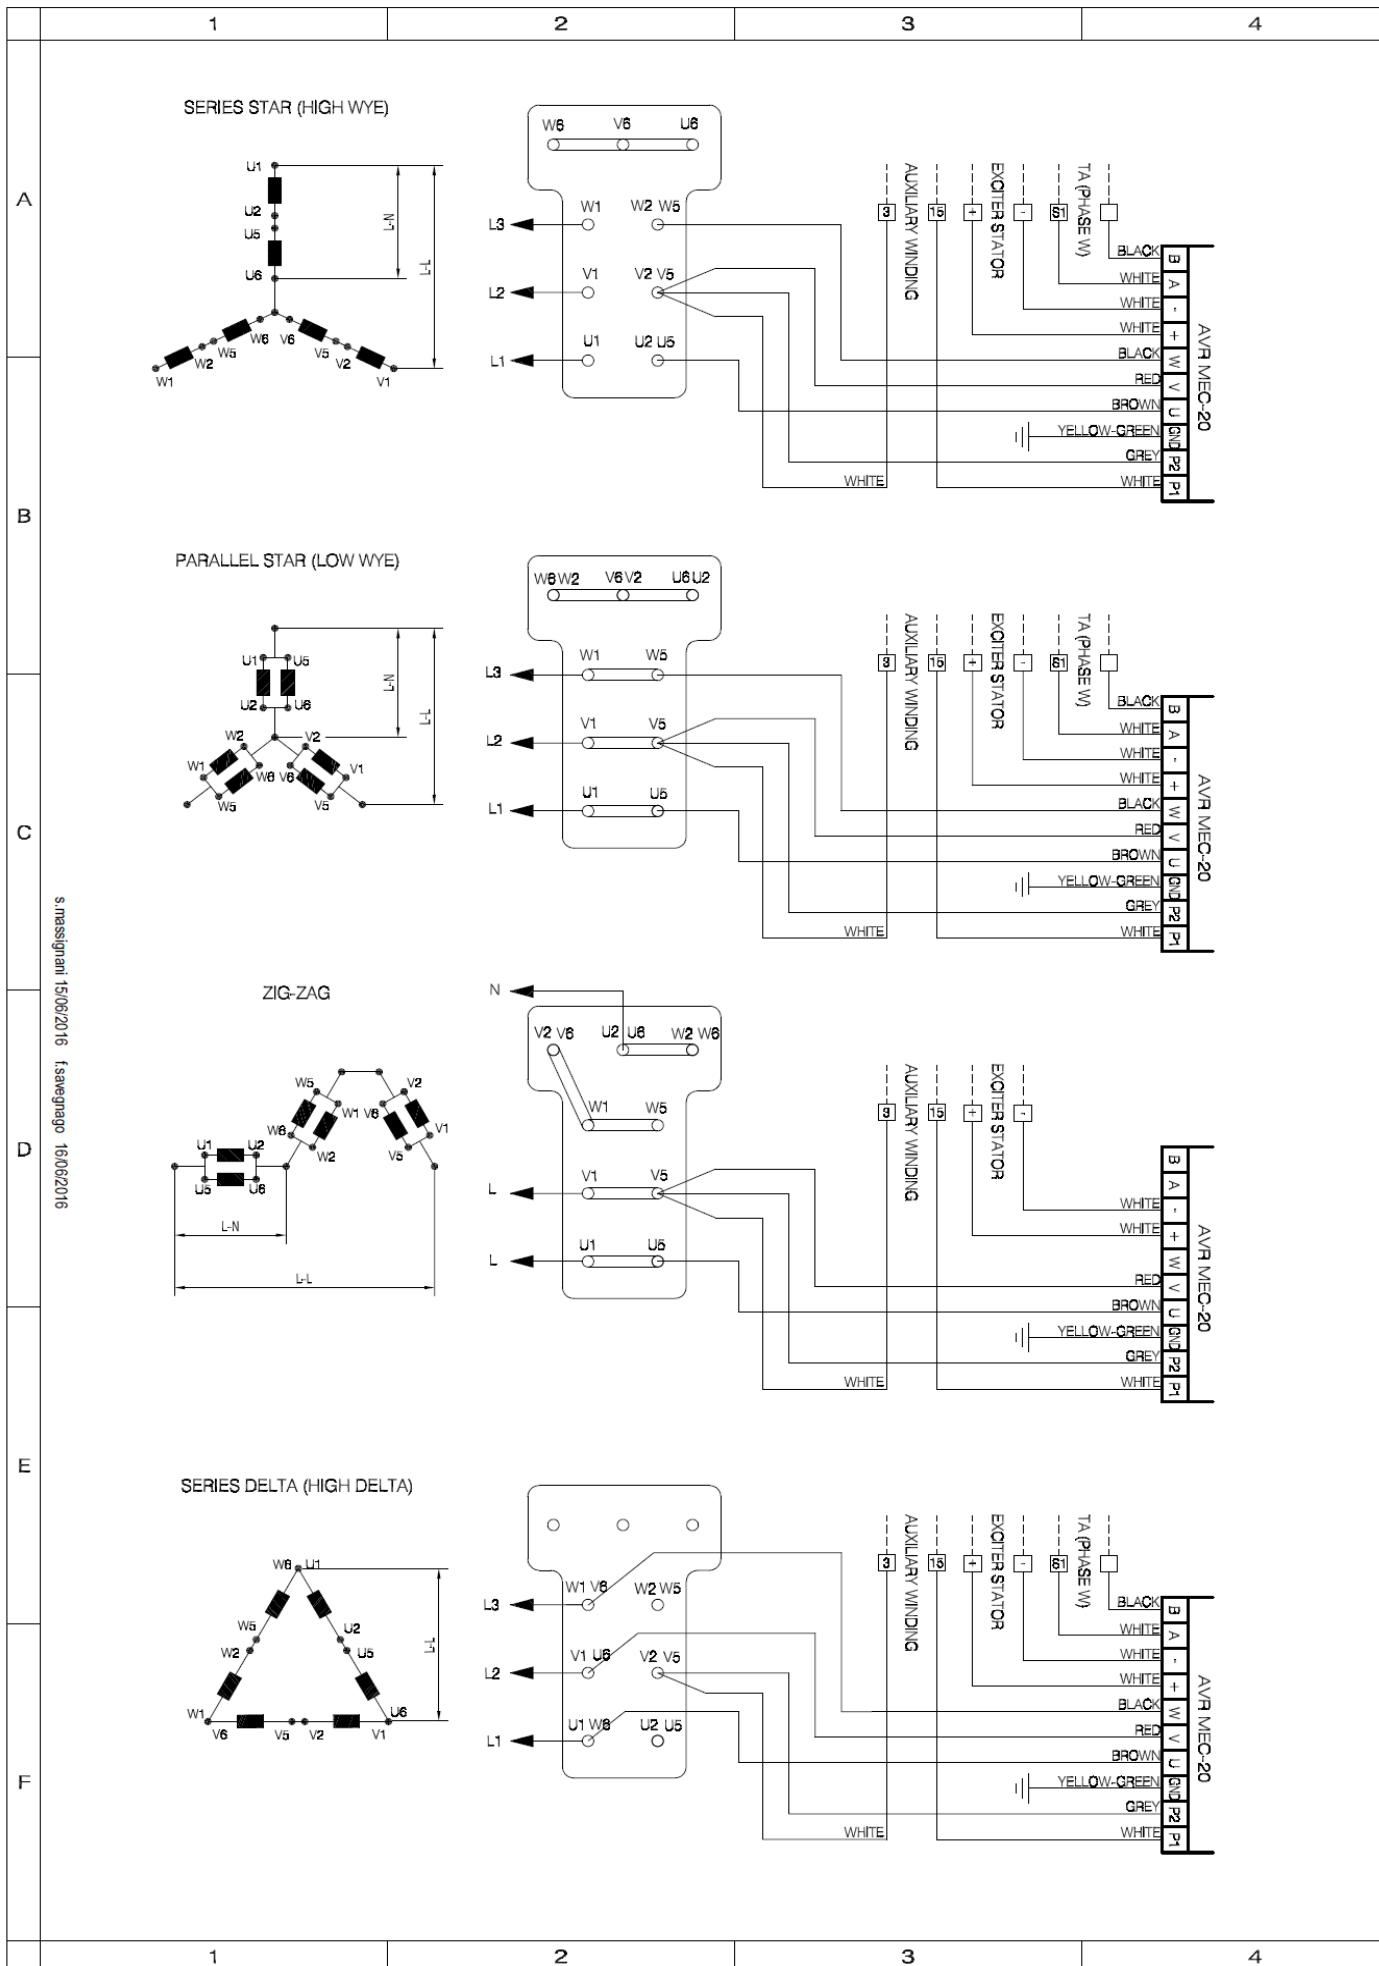 1 2 3 4
A
B
C
D
E
F
s.massignani 15/06/2016 f.savegnago 16/06/2016
SERIES STAR (HIGH WYE)
U1
U2
U5
U6
L-N
L-L
W6 V6
W5 V5
W2 V2
W1 V1
W6 V6 U6
L3 W1 W2 W5
L2 V1 V2 V5
L1 U1 U2 U5
3 15 + - S1
AUXILIARY WINDING
EXCITER STATOR
TA (PHASE W)
BLACK B
WHITE A
WHITE -
WHITE +
BLACK W
RED V
BROWN U
YELLOW-GREEN GND
GREY P2
WHITE WHITE P1
AVR MEC-20
PARALLEL STAR (LOW WYE)
U1 U5
U2 U6
L-N
L-L
W2 V2
W1 W6 V6 V1
W5 V5
W6 W2 V6 V2 U6 U2
L3 W1 W5
L2 V1 V5
L1 U1 U5
3 15 + - S1
AUXILIARY WINDING
EXCITER STATOR
TA (PHASE W)
BLACK B
WHITE A
WHITE -
WHITE +
BLACK W
RED V
BROWN U
YELLOW-GREEN GND
GREY P2
WHITE WHITE P1
AVR MEC-20
ZIG-ZAG
W5 V2
W1 V6
W6 V1
U1 U2 W2 V5
U5 U6
L-N
L-L
N
V2 V6 U2 U6 W2 W6
W1 W5
L V1 V5
L U1 U5
3 15 + -
AUXILIARY WINDING
EXCITER STATOR
B
A
WHITE -
WHITE +
W
RED V
BROWN U
YELLOW-GREEN GND
GREY P2
WHITE WHITE P1
AVR MEC-20
SERIES DELTA (HIGH DELTA)
W6 U1
W5 U2
W2 U5
L-L
W1 U6
V6 V5 V2 V1
L3 W1 V6 W2 W5
L2 V1 U6 V2 V5
L1 U1 W6 U2 U5
3 15 + - S1
AUXILIARY WINDING
EXCITER STATOR
TA (PHASE W)
BLACK B
WHITE A
WHITE -
WHITE +
BLACK W
RED V
BROWN U
YELLOW-GREEN GND
GREY P2
WHITE WHITE P1
AVR MEC-20
1 2 3 4